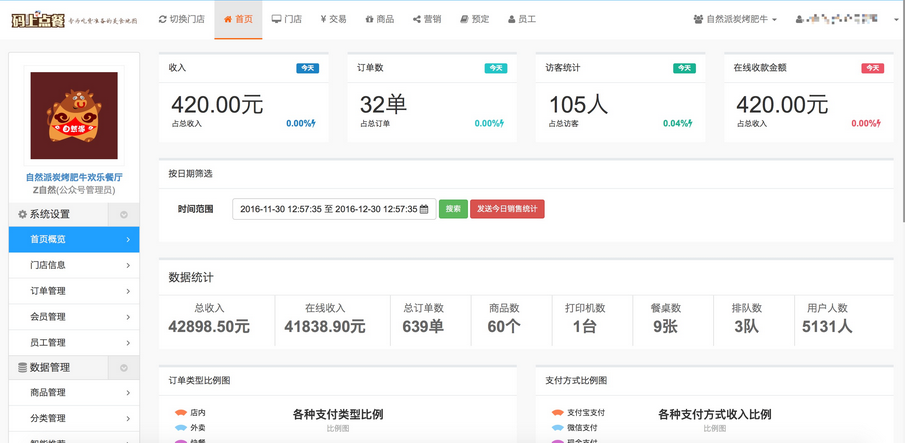 码上点餐 专为吃货准备的美食地图
切换门店 首页 门店 ¥ 交易 商品 营销 预定 员工 自然派炭烤肥牛
自然派
自然派炭烤肥牛欢乐餐厅
Z自然(公众号管理员)
系统设置
首页概览
门店信息
订单管理
会员管理
员工管理
数据管理
商品管理
分类管理
收入 今天
420.00元
占总收入 0.00%
订单数 今天
32单
占总订单 0.00%
访客统计 今天
105人
占总访客 0.04%
在线收款金额 今天
420.00元
占总收入 0.00%
按日期筛选
时间范围 2016-11-30 12:57:35 至 2016-12-30 12:57:35 搜索 发送今日销售统计
数据统计
总收入 在线收入 总订单数 商品数 打印机数 餐桌数 排队数 用户人数
42898.50元 41838.90元 639单 60个 1台 9张 3队 5131人
订单类型比例图
店内
外卖
各种支付类型比例
比例图
支付方式比例图
支付宝支付
微信支付
各种支付方式收入比例
比例图